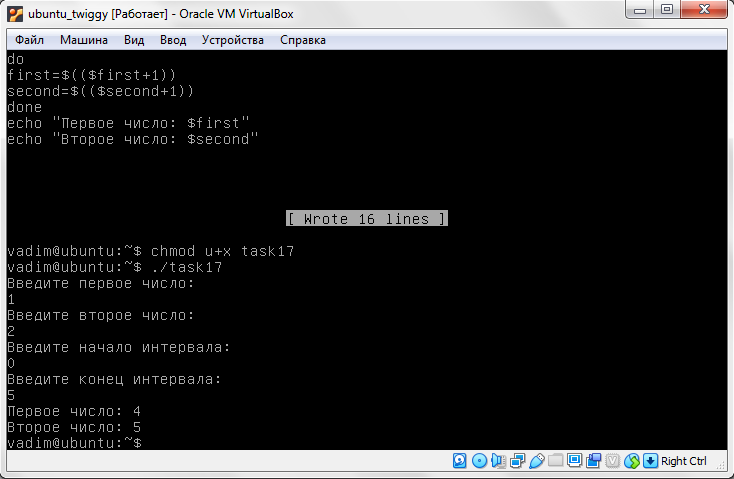 ubuntu_twiggy [Работает] - Oracle VM VirtualBox
Файл Машина Вид Ввод Устройства Справка
do
first=$(($first+1))
second=$(($second+1))
done
echo "Первое число: $first"
echo "Второе число: $second"
[ Wrote 16 lines ]
vadim@ubuntu:~$ chmod u+x task17
vadim@ubuntu:~$ ./task17
Введите первое число:
1
Введите второе число:
2
Введите начало интервала:
0
Введите конец интервала:
5
Первое число: 4
Второе число: 5
vadim@ubuntu:~$
Right Ctrl